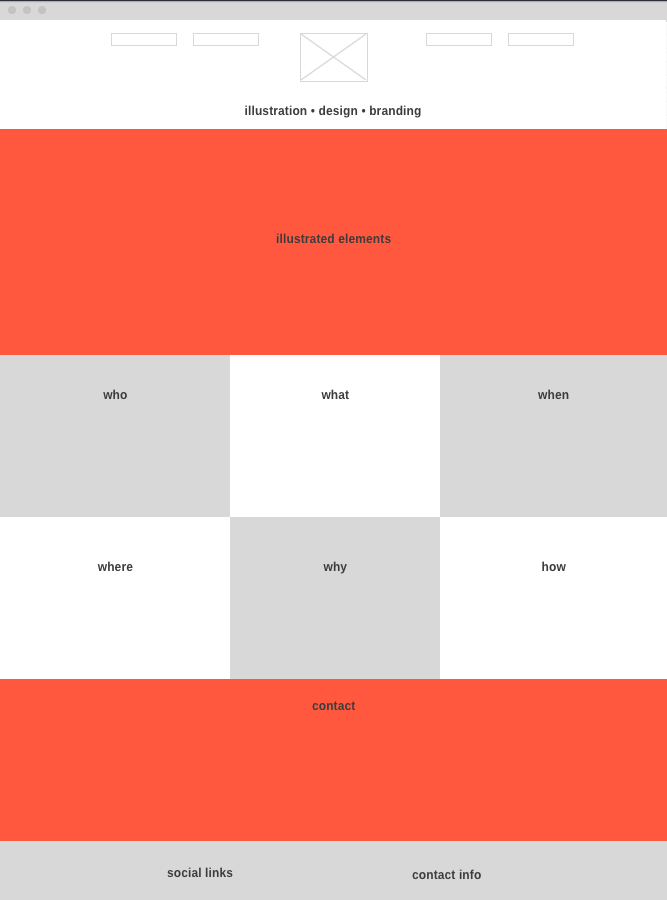 illustration • design • branding
illustrated elements
who
what
when
where
why
how
contact
social links
contact info